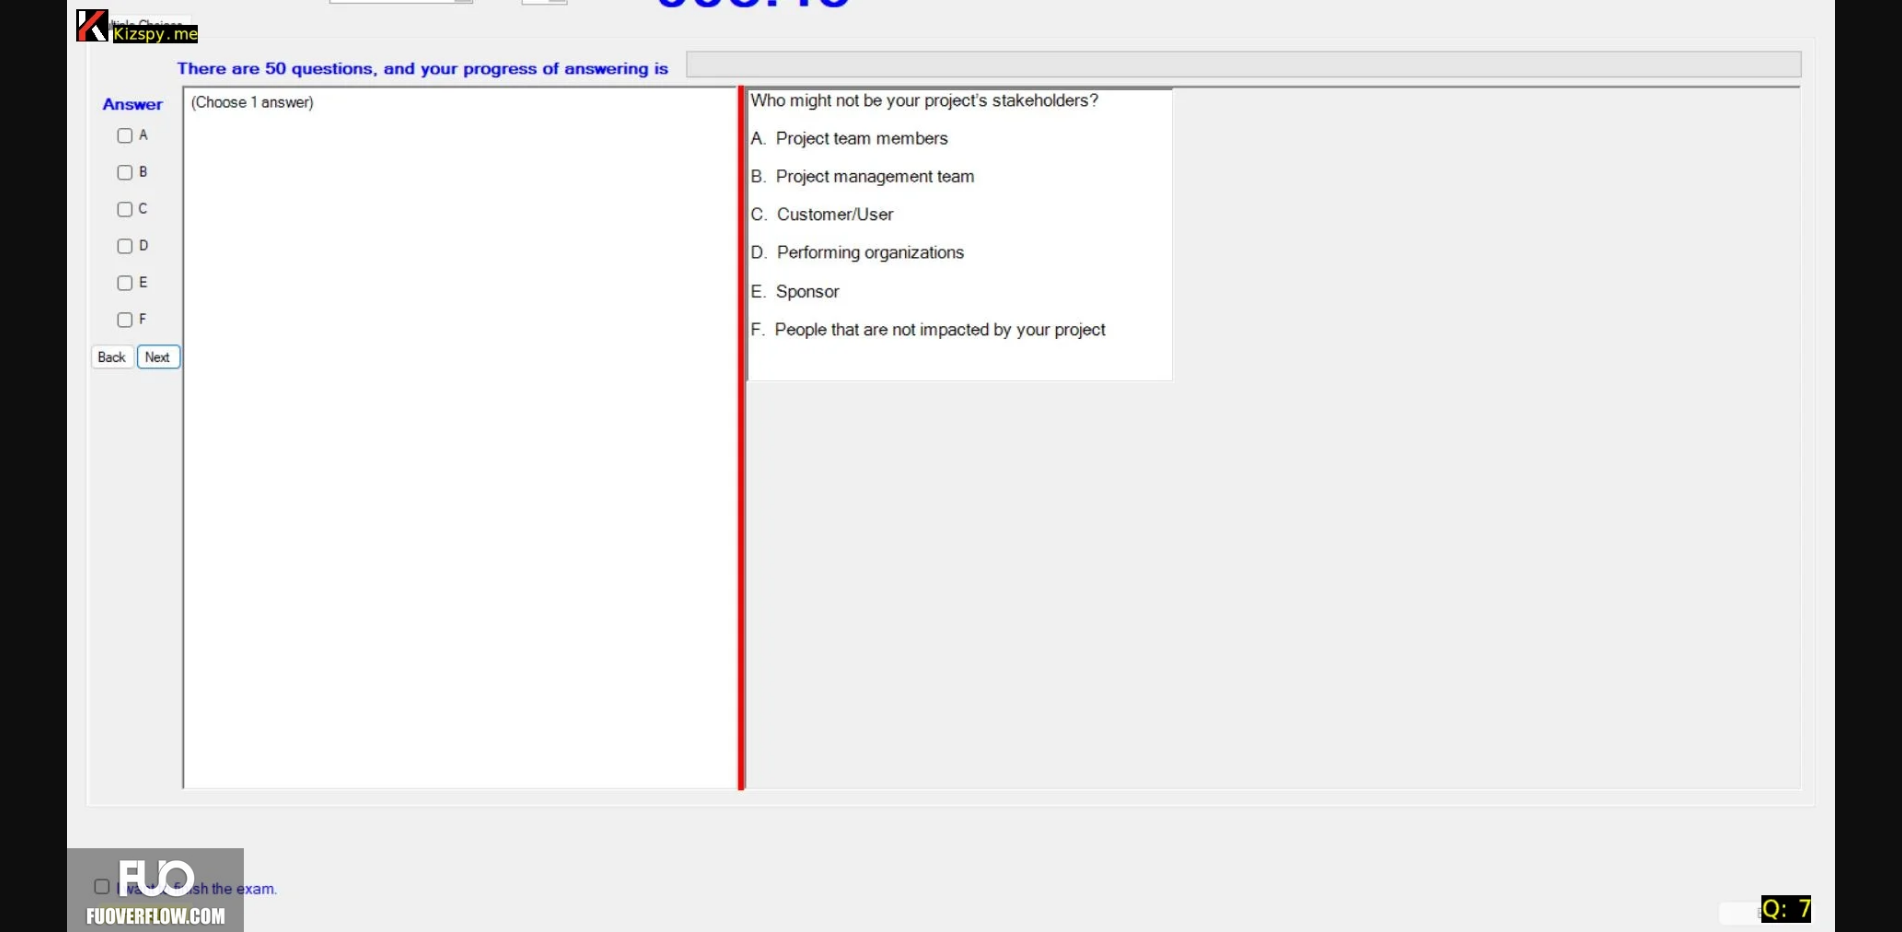 Kizspy.me
There are 50 questions, and your progress of answering is
Answer
(Choose 1 answer)
Who might not be your project's stakeholders?
A
A. Project team members
B
B. Project management team
C
C. Customer/User
D
D. Performing organizations
E
E. Sponsor
F
F. People that are not impacted by your project
Back Next
FUO
I want finish the exam.
FUOVERFLOW.COM
Q: 7